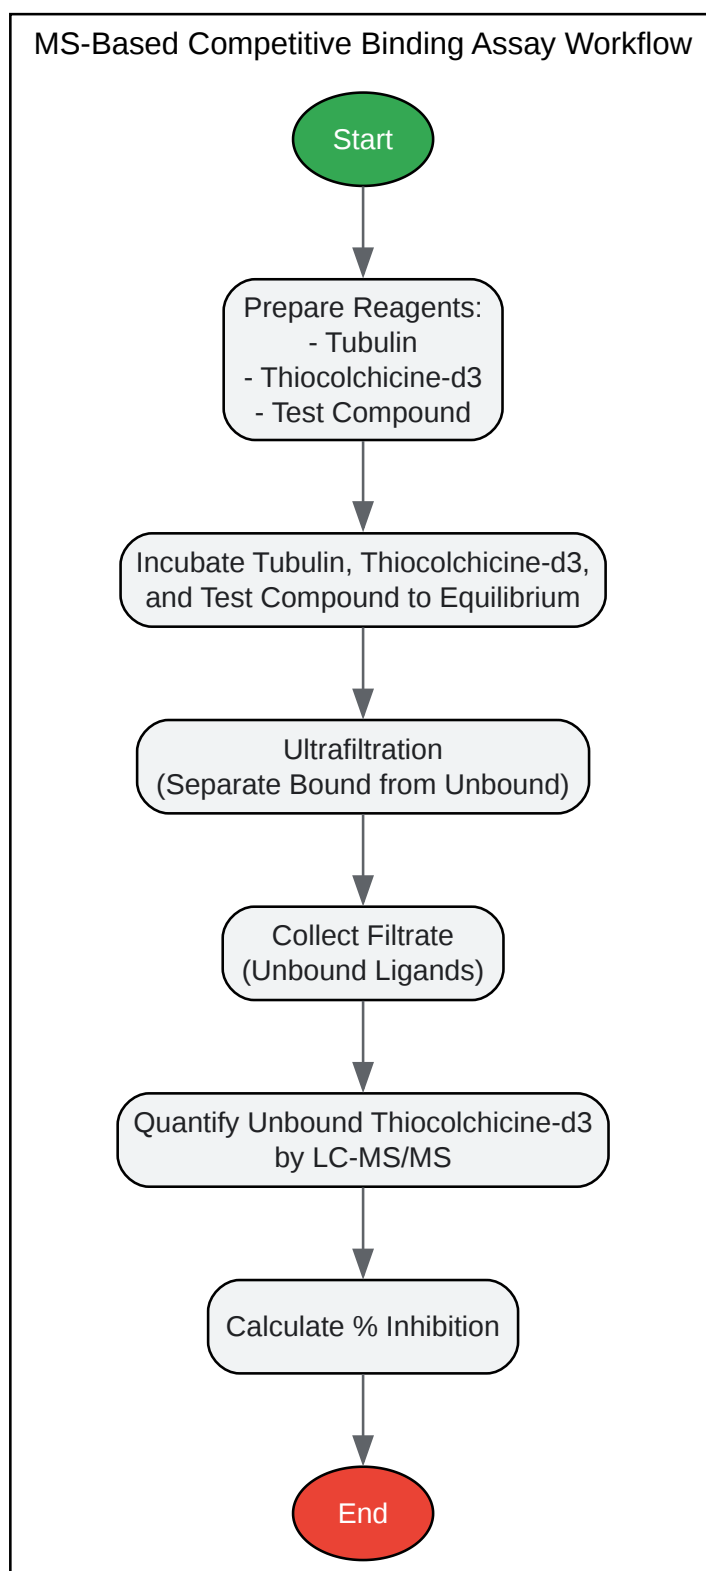 MS-Based Competitive Binding Assay Workflow
Start
Prepare Reagents:
- Tubulin
- Thiocolchicine-d3
- Test Compound
Incubate Tubulin, Thiocolchicine-d3,
and Test Compound to Equilibrium
Ultrafiltration
(Separate Bound from Unbound)
Collect Filtrate
(Unbound Ligands)
Quantify Unbound Thiocolchicine-d3
by LC-MS/MS
Calculate % Inhibition
End